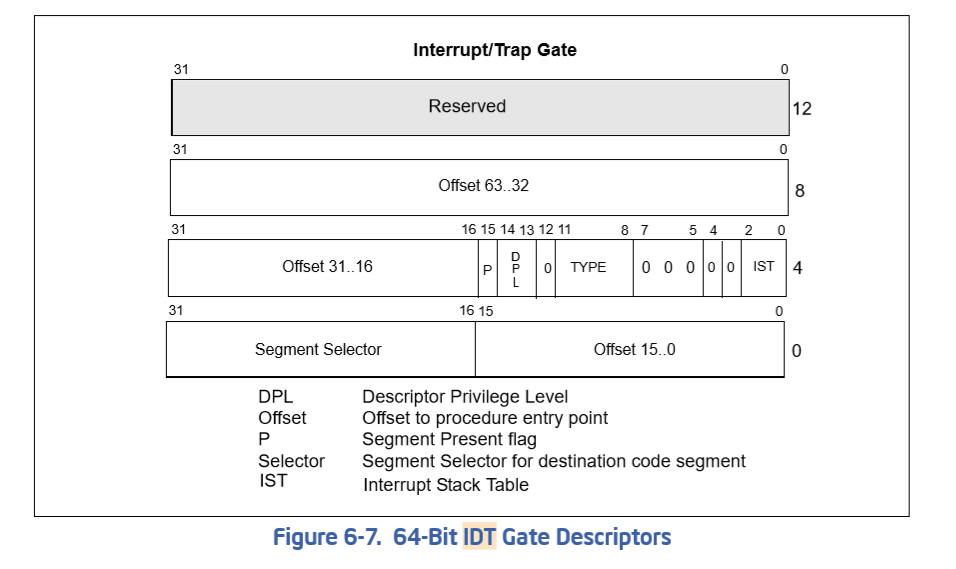 Interrupt/Trap Gate
31 0
Reserved 12
31 0
Offset 63..32 8
31 16 15 14 13 12 11 8 7 5 4 2 0
Offset 31..16 P DPL 0 TYPE 0 0 0 0 0 IST 4
31 16 15 0
Segment Selector Offset 15..0 0
DPL Descriptor Privilege Level
Offset Offset to procedure entry point
P Segment Present flag
Selector Segment Selector for destination code segment
IST Interrupt Stack Table
Figure 6-7. 64-Bit IDT Gate Descriptors